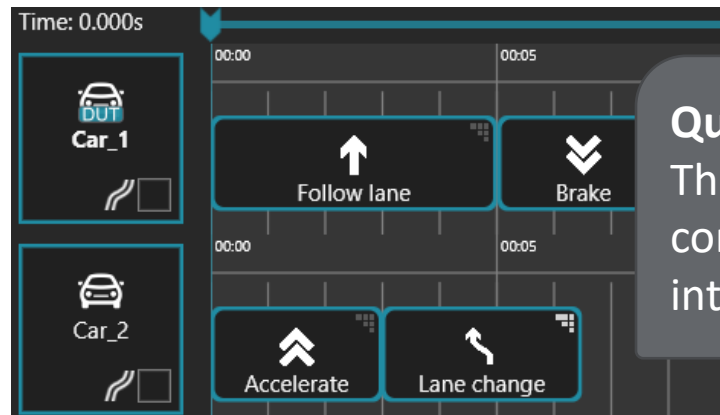 Time: 0.000s
00:00 00:05
DUT
Car_1
Follow lane
Brake
00:00 00:05
Car_2
Accelerate
Lane change